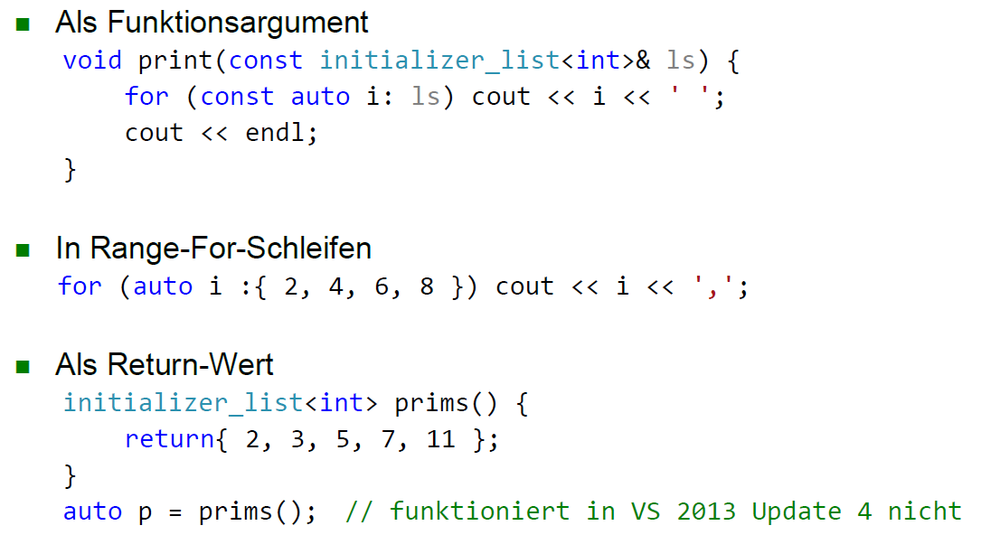 ■ Als Funktionsargument
void print(const initializer_list<int>& ls) {
    for (const auto i: ls) cout << i << ' ';
    cout << endl;
}
■ In Range-For-Schleifen
for (auto i :{ 2, 4, 6, 8 }) cout << i << ',';
■ Als Return-Wert
initializer_list<int> prims() {
    return{ 2, 3, 5, 7, 11 };
}
auto p = prims();  // funktioniert in VS 2013 Update 4 nicht